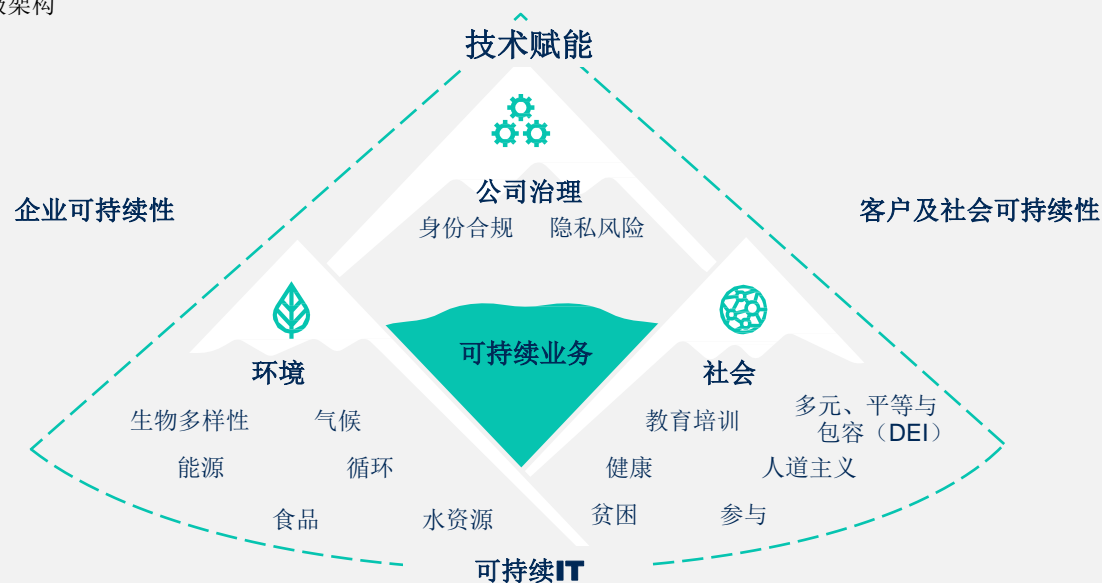 架构
技术赋能
公司治理
身份合规 隐私风险
企业可持续性
客户及社会可持续性
可持续业务
环境
社会
生物多样性 气候
能源 循环
食品 水资源
教育培训
多元、平等与
包容（DEI）
健康 人道主义
贫困 参与
可持续IT